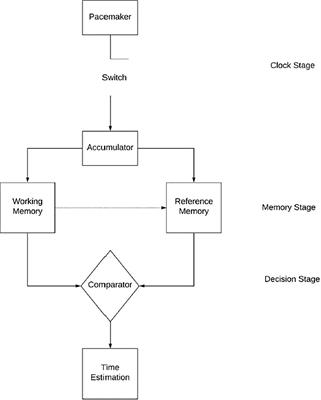 Pacemaker
Clock Stage
Switch
Accumulator
Working
Memory
Reference
Memory
Memory Stage
Decision Stage
Comparator
Time
Estimation